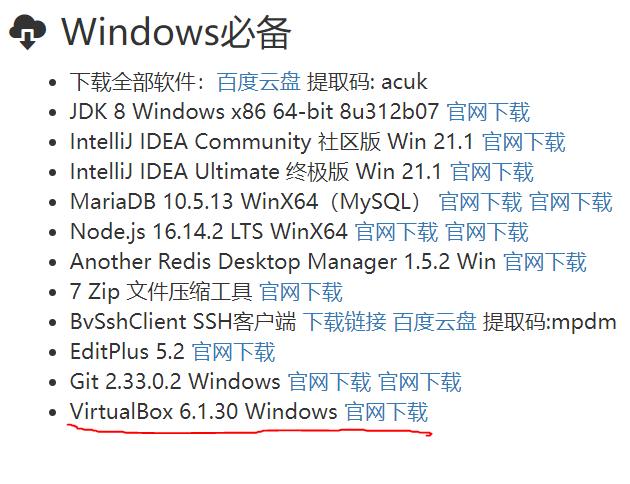 Windows必备
下载全部软件：百度云盘 提取码: acuk
JDK 8 Windows x86 64-bit 8u312b07 官网下载
IntelliJ IDEA Community 社区版 Win 21.1 官网下载
IntelliJ IDEA Ultimate 终极版 Win 21.1 官网下载
MariaDB 10.5.13 WinX64（MySQL） 官网下载 官网下载
Node.js 16.14.2 LTS WinX64 官网下载 官网下载
Another Redis Desktop Manager 1.5.2 Win 官网下载
7 Zip 文件压缩工具 官网下载
BvSshClient SSH客户端 下载链接 百度云盘 提取码:mpdm
EditPlus 5.2 官网下载
Git 2.33.0.2 Windows 官网下载 官网下载
VirtualBox 6.1.30 Windows 官网下载